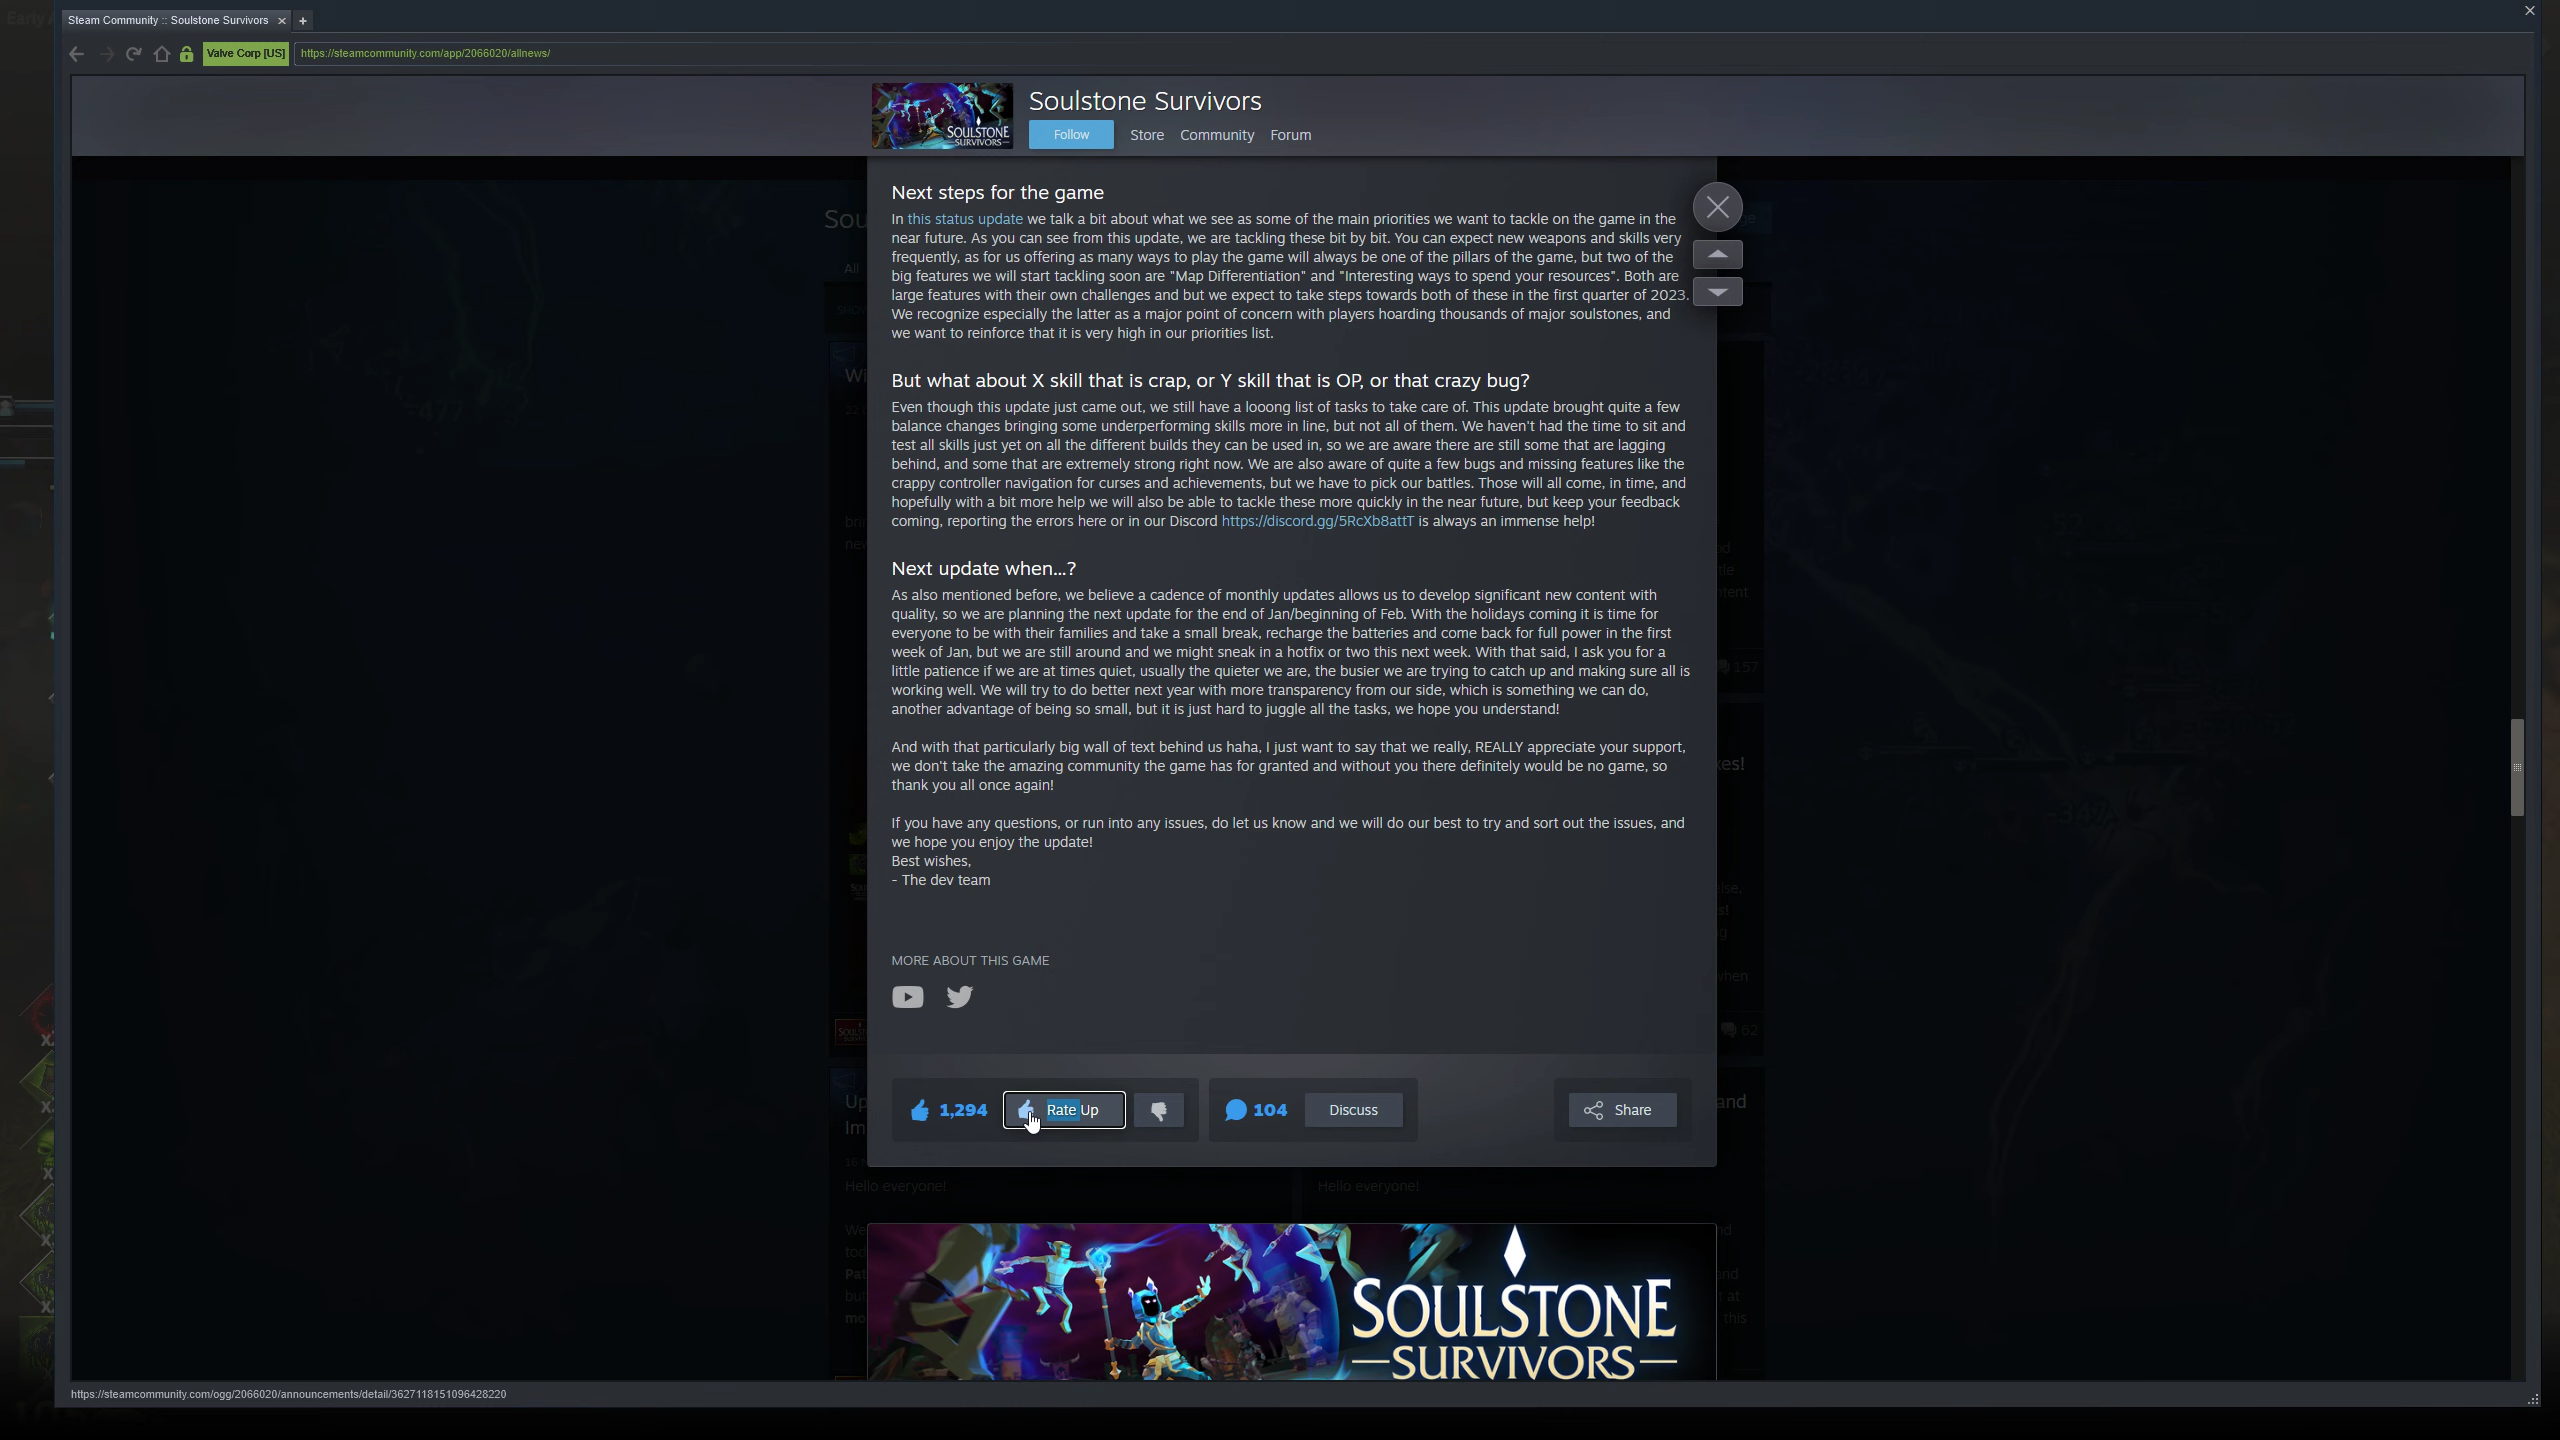 Steam Community :: Soulstone Survivors
Valve Corp [US] https://steamcommunity.com/app/2066020/allnews/
SOULSTONE
SURVIVORS
Soulstone Survivors
Follow Store Community Forum
Next steps for the game
In this status update we talk a bit about what we see as some of the main priorities we want to tackle on the game in the
near future. As you can see from this update, we are tackling these bit by bit. You can expect new weapons and skills very
frequently, as for us offering as many ways to play the game will always be one of the pillars of the game, but two of the
big features we will start tackling soon are "Map Differentiation" and "Interesting ways to spend your resources". Both are
large features with their own challenges and but we expect to take steps towards both of these in the first quarter of 2023.
We recognize especially the latter as a major point of concern with players hoarding thousands of major soulstones, and
we want to reinforce that it is very high in our priorities list.
But what about X skill that is crap, or Y skill that is OP, or that crazy bug?
Even though this update just came out, we still have a looong list of tasks to take care of. This update brought quite a few
balance changes bringing some underperforming skills more in line, but not all of them. We haven't had the time to sit and
test all skills just yet on all the different builds they can be used in, so we are aware there are still some that are lagging
behind, and some that are extremely strong right now. We are also aware of quite a few bugs and missing features like the
crappy controller navigation for curses and achievements, but we have to pick our battles. Those will all come, in time, and
hopefully with a bit more help we will also be able to tackle these more quickly in the near future, but keep your feedback
coming, reporting the errors here or in our Discord https://discord.gg/5RcXb8attT is always an immense help!
Next update when...?
As also mentioned before, we believe a cadence of monthly updates allows us to develop significant new content with
quality, so we are planning the next update for the end of Jan/beginning of Feb. With the holidays coming it is time for
everyone to be with their families and take a small break, recharge the batteries and come back for full power in the first
week of Jan, but we are still around and we might sneak in a hotfix or two this next week. With that said, I ask you for a
little patience if we are at times quiet, usually the quieter we are, the busier we are trying to catch up and making sure all is
working well. We will try to do better next year with more transparency from our side, which is something we can do,
another advantage of being so small, but it is just hard to juggle all the tasks, we hope you understand!
And with that particularly big wall of text behind us haha, I just want to say that we really, REALLY appreciate your support,
we don't take the amazing community the game has for granted and without you there definitely would be no game, so
thank you all once again!
If you have any questions, or run into any issues, do let us know and we will do our best to try and sort out the issues, and
we hope you enjoy the update!
Best wishes,
- The dev team
MORE ABOUT THIS GAME
1,294 Rate Up 104 Discuss Share
Hello everyone! Hello everyone!
SOULSTONE
SURVIVORS
https://steamcommunity.com/ogg/2066020/announcements/detail/3627118151096428220